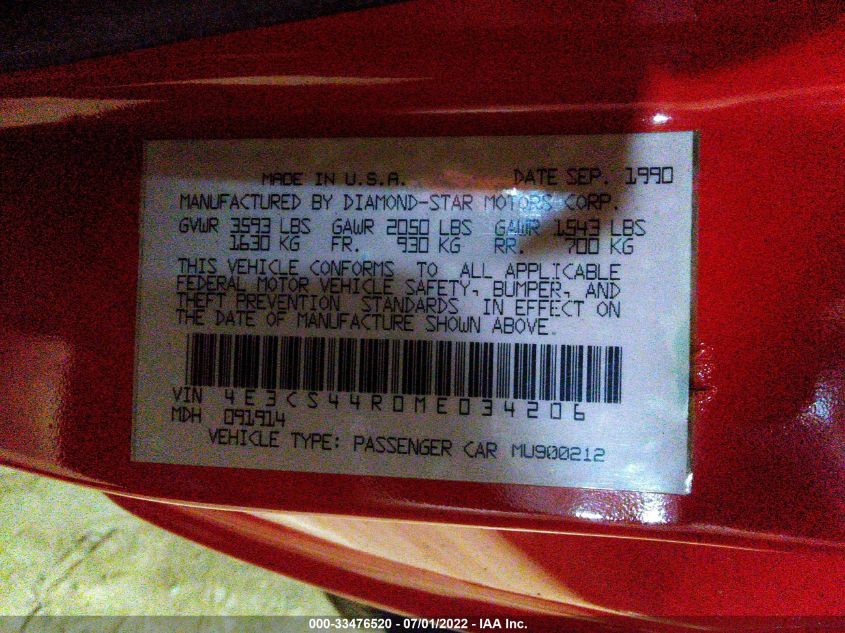 MADE IN U.S.A. DATE SEP. 1990
MANUFACTURED BY DIAMOND-STAR MOTORS CORP.
GVWR 3593 LBS GAWR 2050 LBS GAWR 1543 LBS
1630 KG FR. 930 KG RR. 700 KG
THIS VEHICLE CONFORMS TO ALL APPLICABLE
FEDERAL MOTOR VEHICLE SAFETY, BUMPER, AND
THEFT PREVENTION STANDARDS IN EFFECT ON
THE DATE OF MANUFACTURE SHOWN ABOVE.
VIN 4E3CS44R0ME034206
MDH 091914
VEHICLE TYPE: PASSENGER CAR MU900212
000-33476520 - 07/01/2022 - IAA Inc.